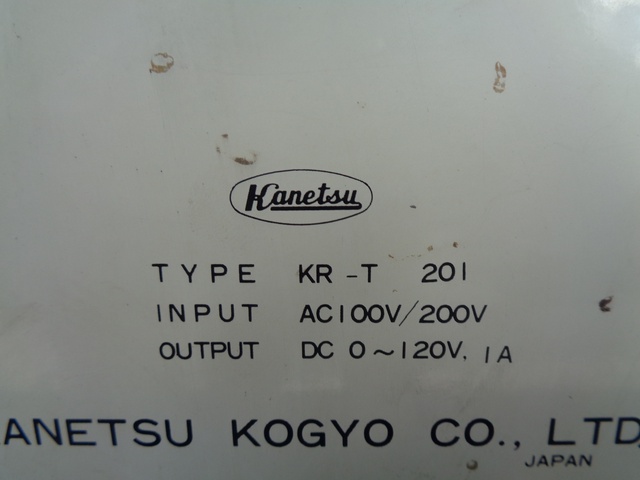 Kanetsu
TYPE KR-T 201
INPUT AC100V/200V
OUTPUT DC 0~120V. 1A
ANETSU KOGYO CO., LTD
JAPAN